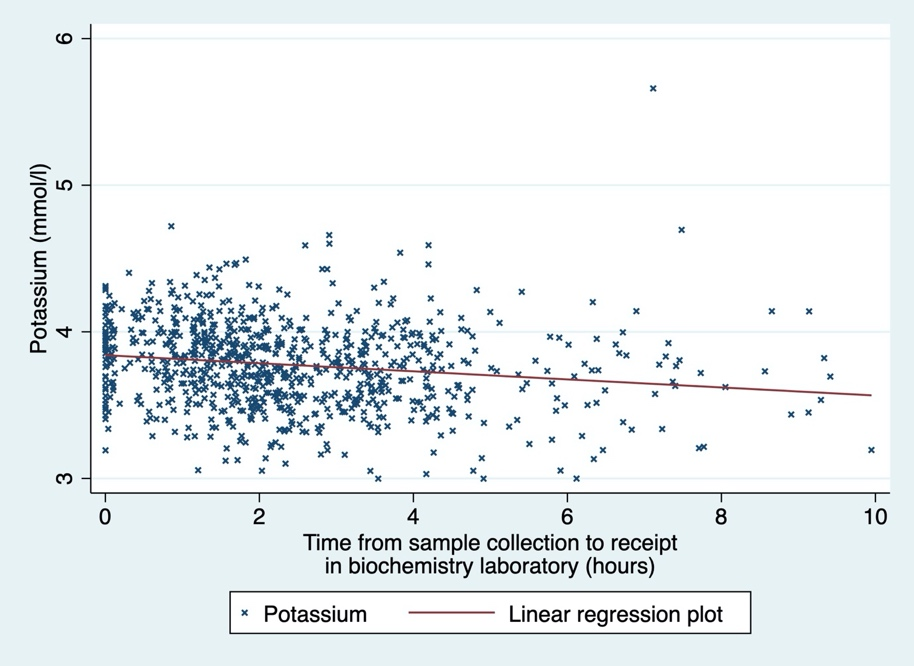 6
5
4
3
Potassium (mmol/l)
0 2 4 6 8 10
Time from sample collection to receipt
in biochemistry laboratory (hours)
Potassium Linear regression plot